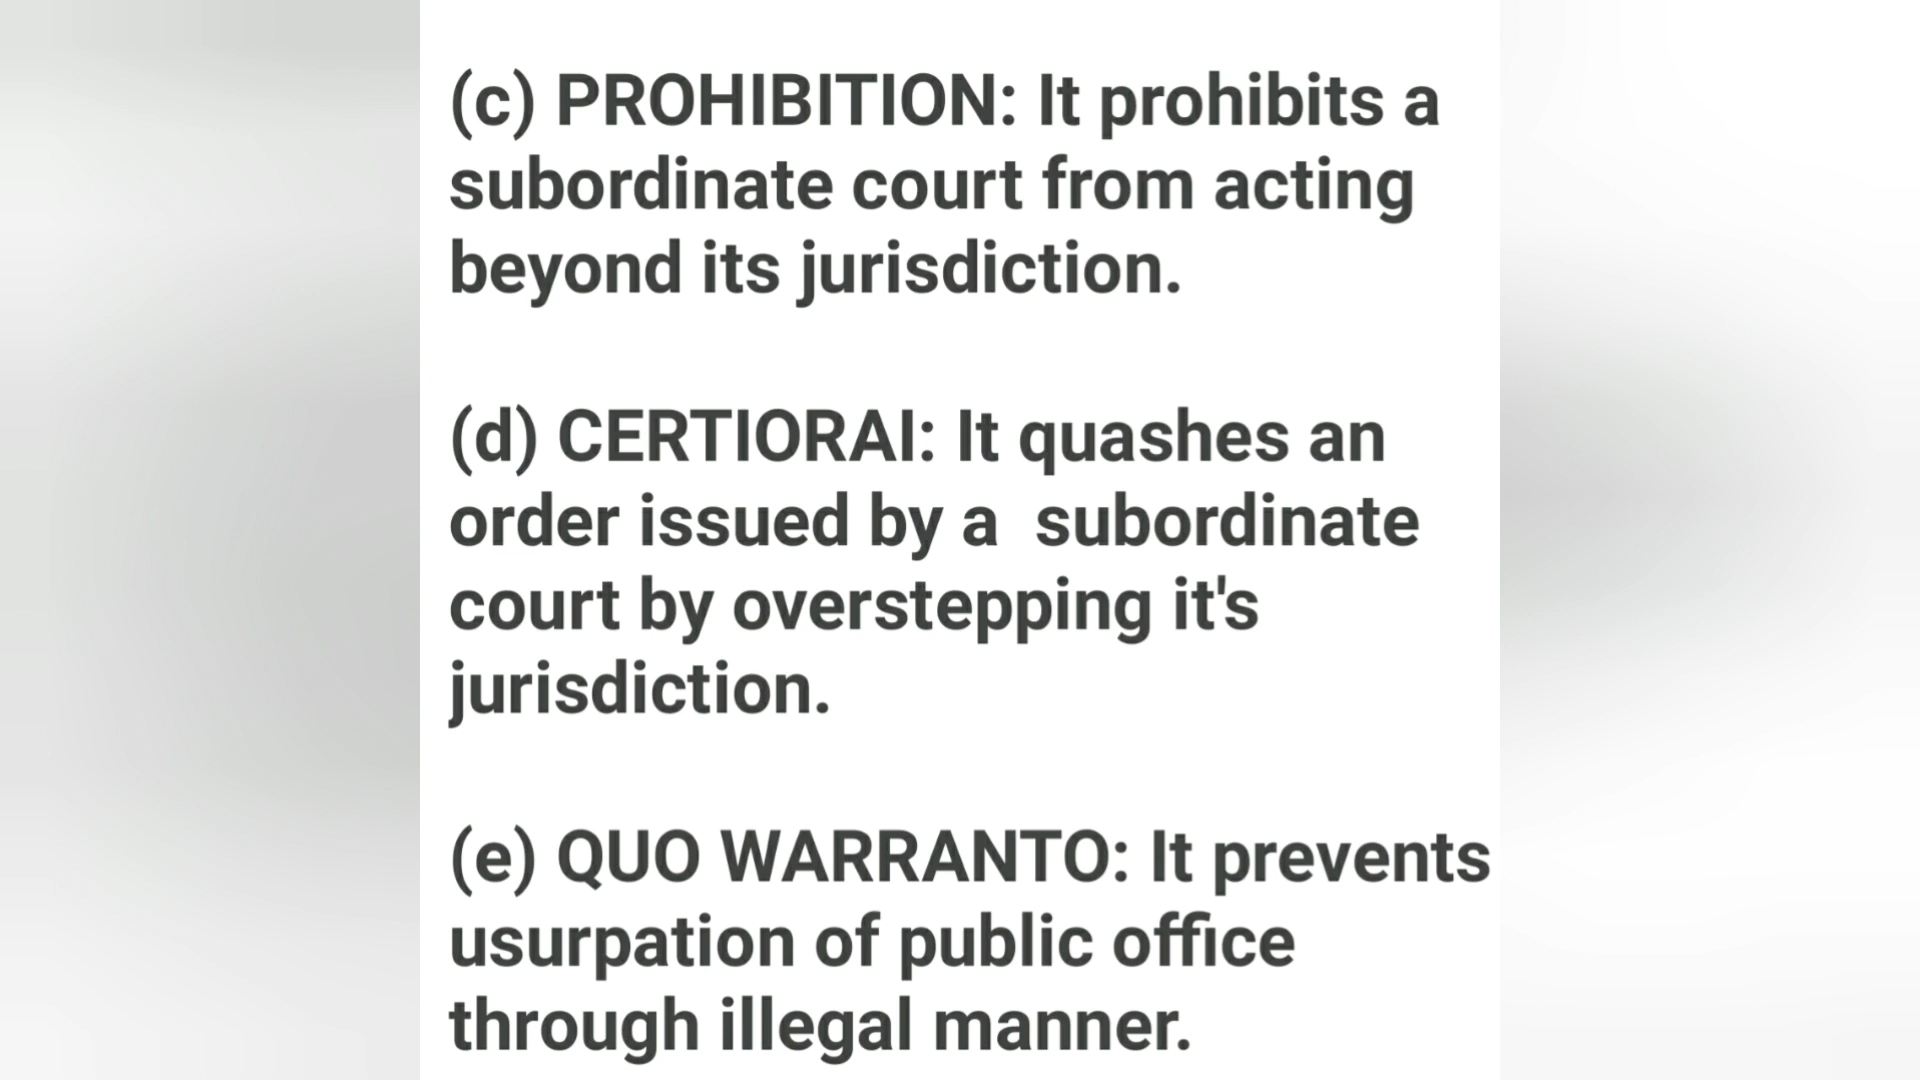 (c) PROHIBITION: It prohibits a
subordinate court from acting
beyond its jurisdiction.
(d) CERTIORAI: It quashes an
order issued by a  subordinate
court by overstepping it's
jurisdiction.
(e) QUO WARRANTO: It prevents
usurpation of public office
through illegal manner.